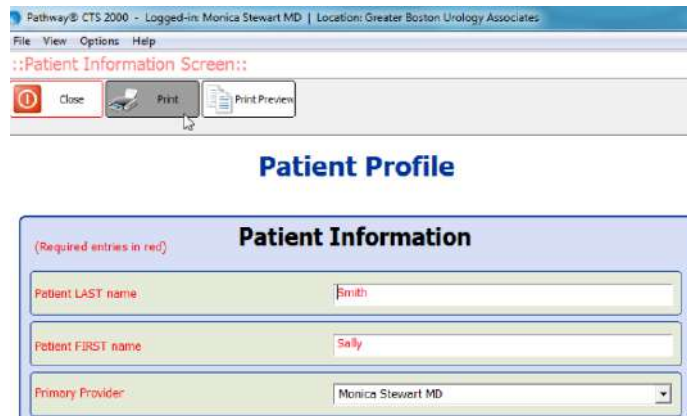 Pathway® CTS 2000 - Logged-in: Monica Stewart MD | Location: Greater Boston Urology Associates
File View Options Help
::Patient Information Screen::
Close Print Print Preview
Patient Profile
(Required entries in red) Patient Information
Patient LAST name Smith
Patient FIRST name Sally
Primary Provider Monica Stewart MD